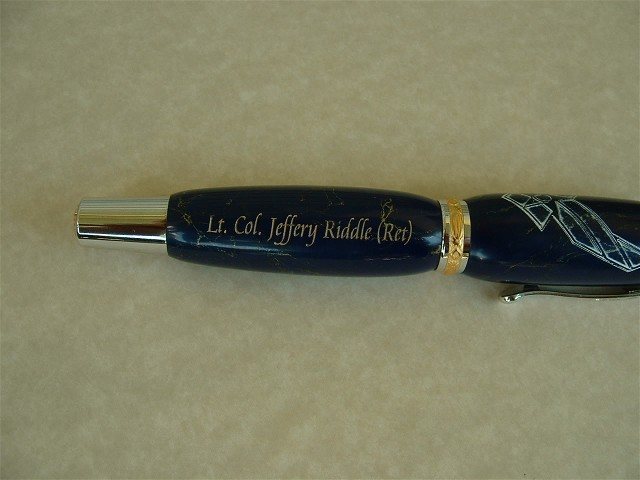 Lt. Col. Jeffery Riddle (Ret)